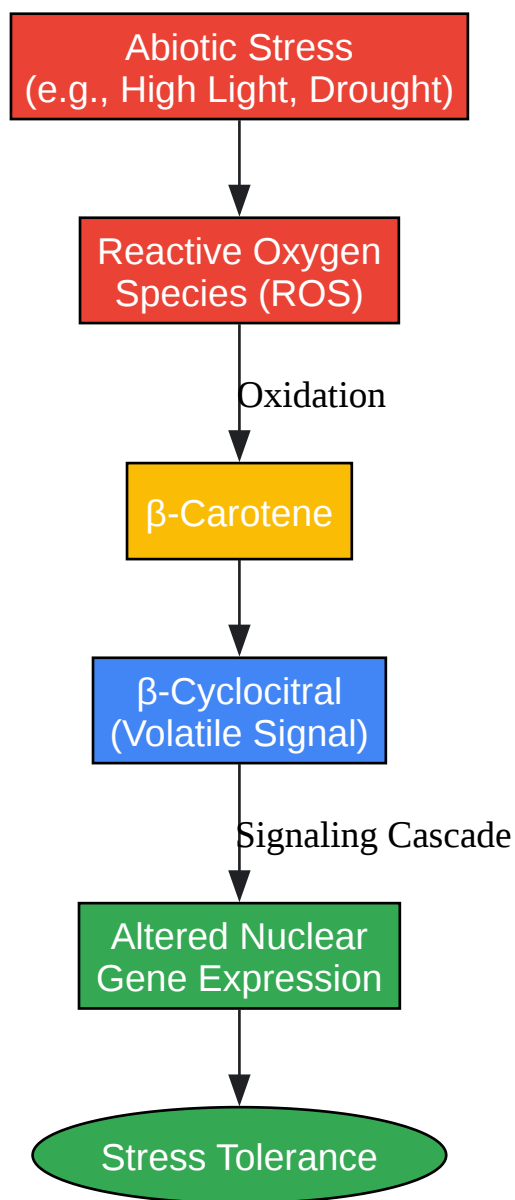 Abiotic Stress
(e.g., High Light, Drought)
Reactive Oxygen
Species (ROS)
Oxidation
β-Carotene
β-Cyclocitral
(Volatile Signal)
Signaling Cascade
Altered Nuclear
Gene Expression
Stress Tolerance